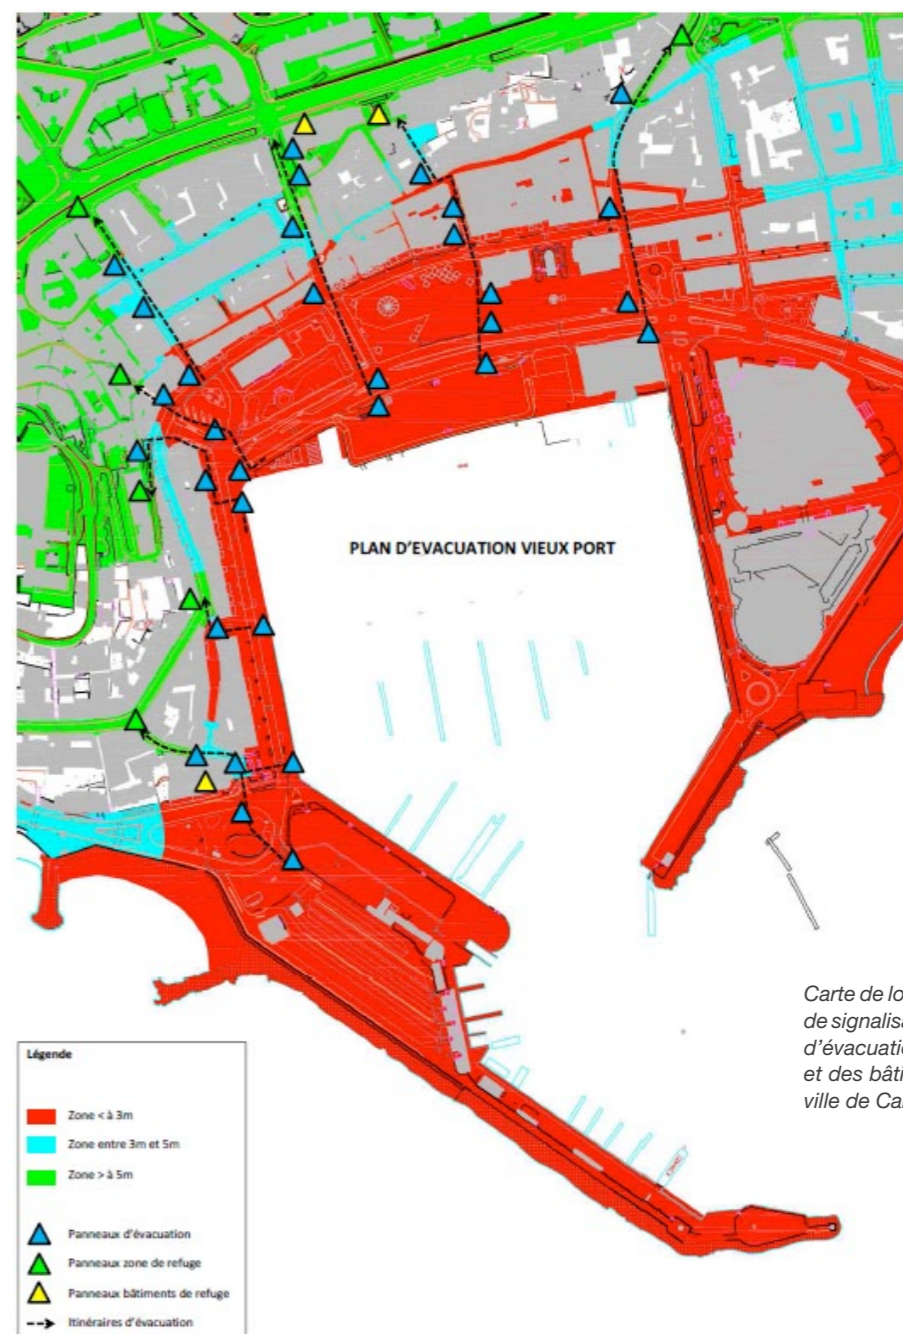 PLAN D'EVACUATION VIEUX PORT
Carte de lo
de signalisa
d'évacuatio
et des bâti
ville de Ca
Légende
Zone < à 3m
Zone entre 3m et 5m
Zone > à 5m
Panneaux d'évacuation
Panneaux zone de refuge
Panneaux bâtiments de refuge
Itinéraires d'évacuation